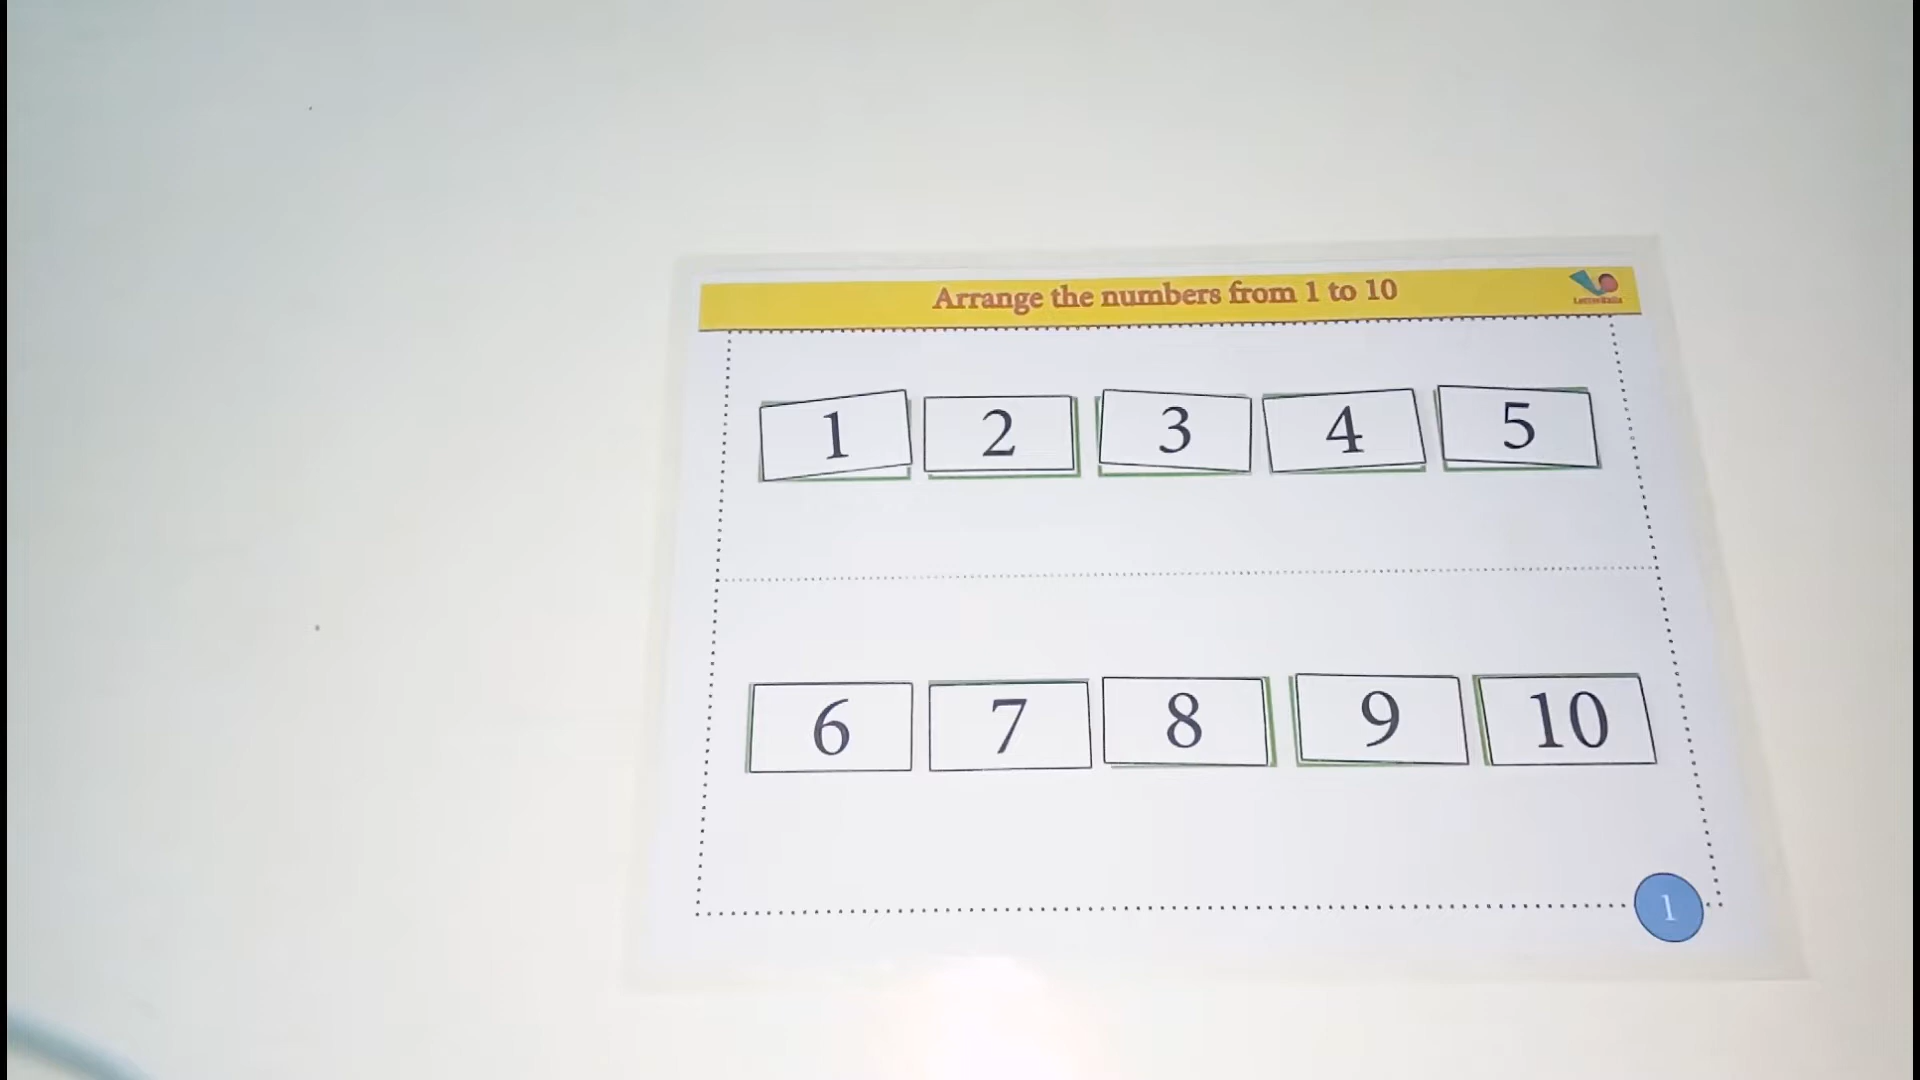 Arrange the numbers from 1 to 10
1 2 3 4 5
6 7 8 9 10
1